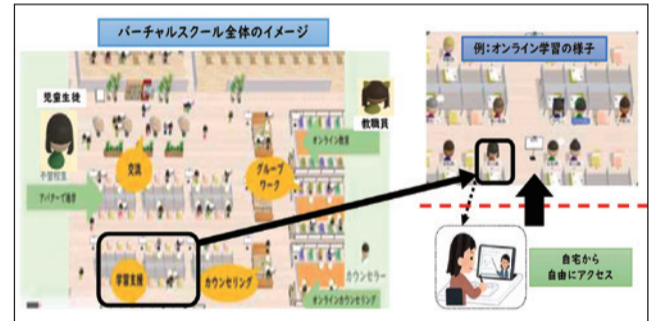 バーチャルスクール全体のイメージ
児童生徒
教職員
オンライン教員
交流
グループ
ワーク
アバターで通学
学習支援
カウンセリング
カウンセラー
オンラインカウンセリング
例:オンライン学習の様子
自宅から
自由にアクセス